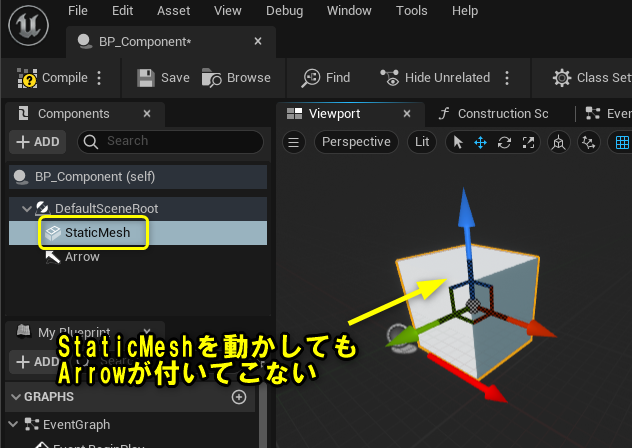 File Edit Asset View Debug Window Tools Help
BP_Component*
Compile Save Browse Find Hide Unrelated Class Set
Components Viewport Construction Sc Even
ADD Search Perspective Lit
BP_Component (self)
DefaultSceneRoot
StaticMesh
Arrow
My Blueprint
StaticMeshを動かしても
ADD
Arrowが付いてこない
GRAPHS
EventGraph
Event BeginPlay